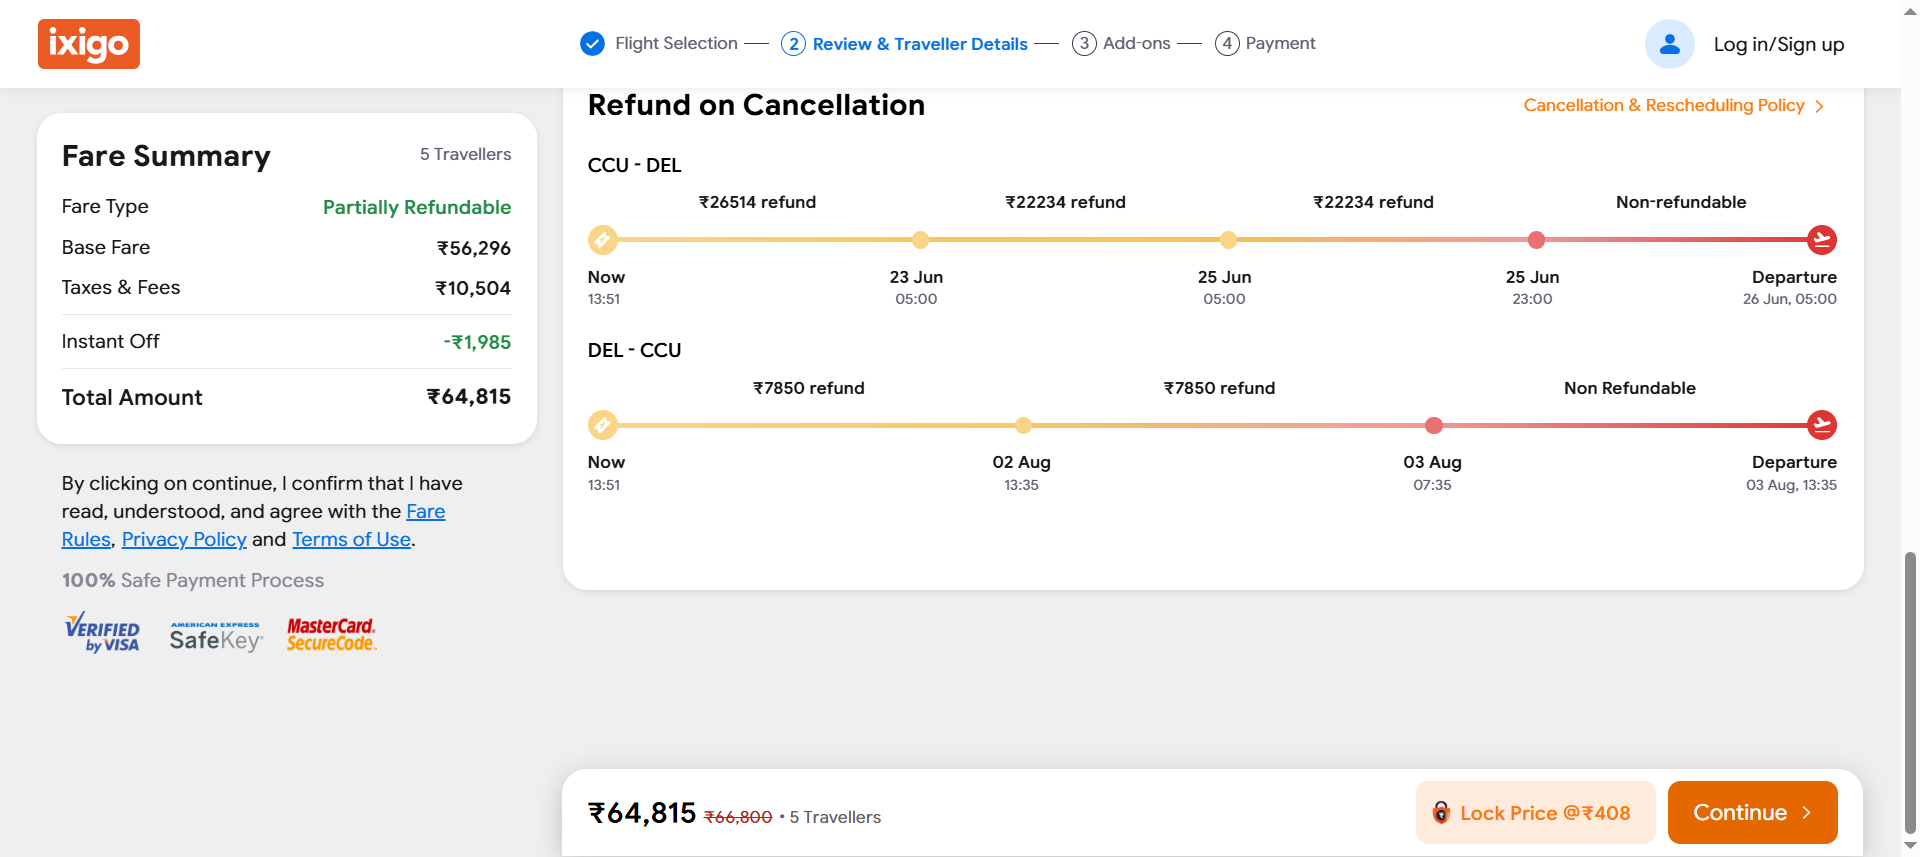 ixigo
Flight Selection
2 Review & Traveller Details
3 Add-ons
4 Payment
Log in/Sign up
Fare Summary
5 Travellers
Fare Type Partially Refundable
Base Fare ₹56,296
Taxes & Fees ₹10,504
Instant Off -₹1,985
Total Amount ₹64,815
By clicking on continue, I confirm that I have
read, understood, and agree with the Fare
Rules, Privacy Policy and Terms of Use.
100% Safe Payment Process
VERIFIED
by VISA
AMERICAN EXPRESS
SafeKey
MasterCard.
SecureCode.
Refund on Cancellation
Cancellation & Rescheduling Policy
CCU - DEL
₹26514 refund ₹22234 refund ₹22234 refund Non-refundable
Now 23 Jun 25 Jun 25 Jun Departure
13:51 05:00 05:00 23:00 26 Jun, 05:00
DEL - CCU
₹7850 refund ₹7850 refund Non Refundable
Now 02 Aug 03 Aug Departure
13:51 13:35 07:35 03 Aug, 13:35
₹64,815 ₹66,800 • 5 Travellers
Lock Price @₹408
Continue